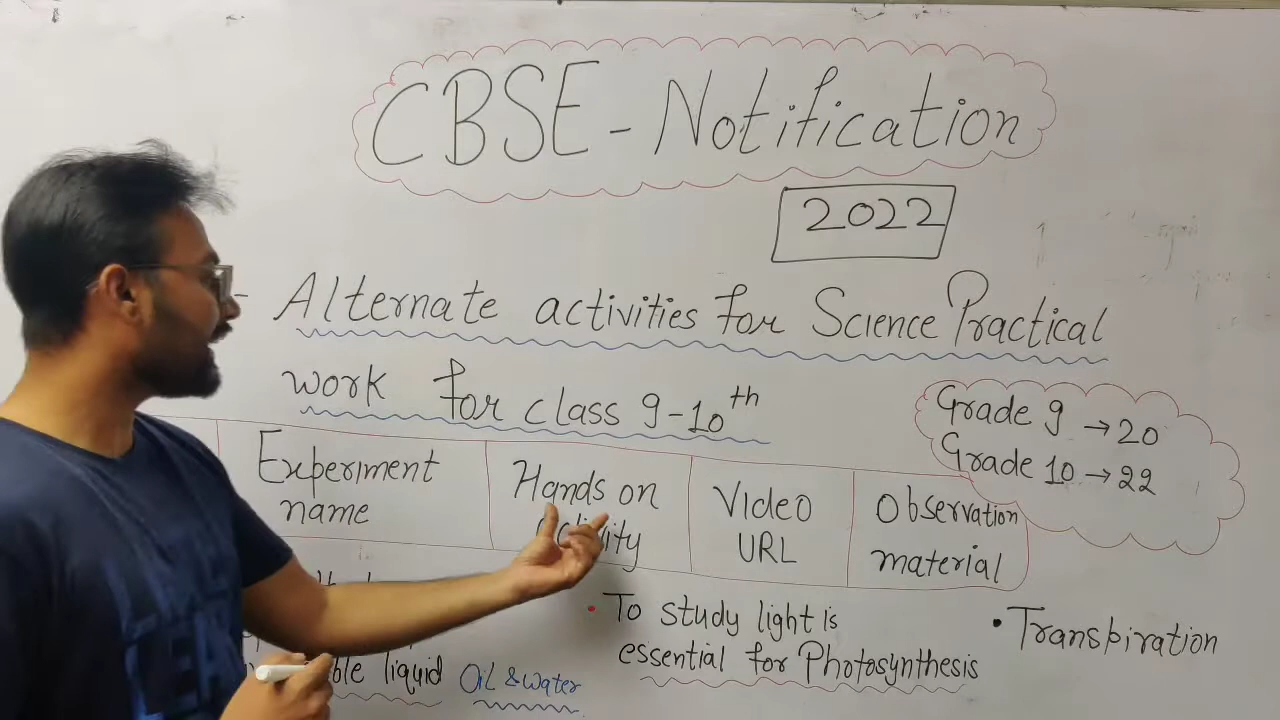 CBSE - Notification
2022
- Alternate activities for Science Practical
work for class 9-10th
Grade 9 → 20
Grade 10 → 22
Experiment
name
Hands on
activity
Video
URL
Observation
material
• To study light is
essential for Photosynthesis
• Transpiration
liquid Oil & water